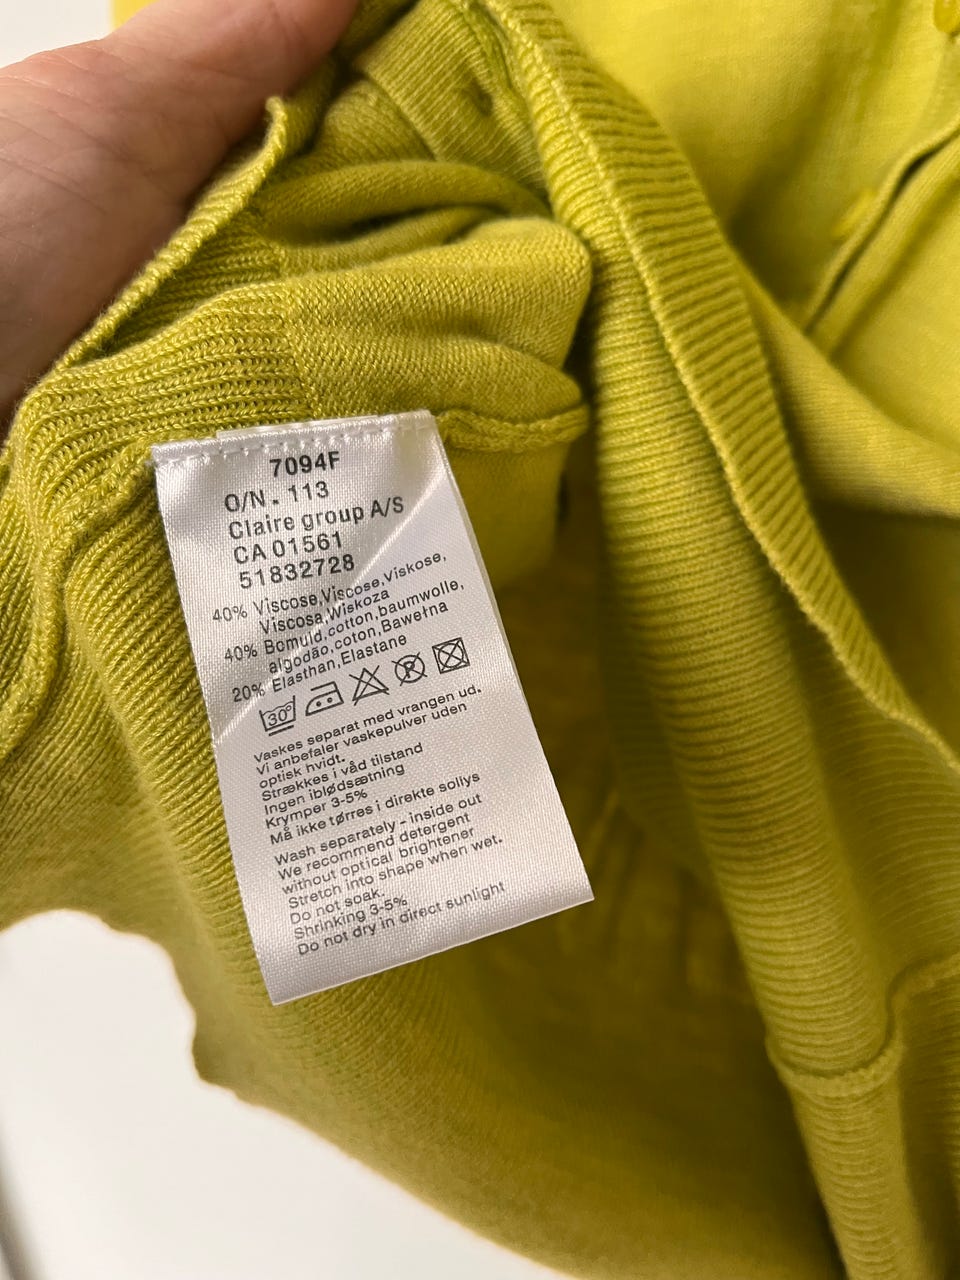 7094F
O/N. 113
Claire group A/S
CA 01561
51832728
40% Viscose,Viscose,Viskose,
Viscosa,Wiskoza
40% Bomuld,cotton,baumwolle,
algodão,coton,Bawełna
20% Elasthan,Elastane
30°
P
Vaskes separat med vrangen ud.
Vi anbefaler vaskepulver uden
optisk hvidt.
Strækkes i våd tilstand
Ingen iblødsætning
Krymper 3-5%
Må ikke tørres i direkte sollys
Wash separately - inside out
We recommend detergent
without optical brightener
Stretch into shape when wet.
Do not soak.
Shrinking 3-5%
Do not dry in direct sunlight